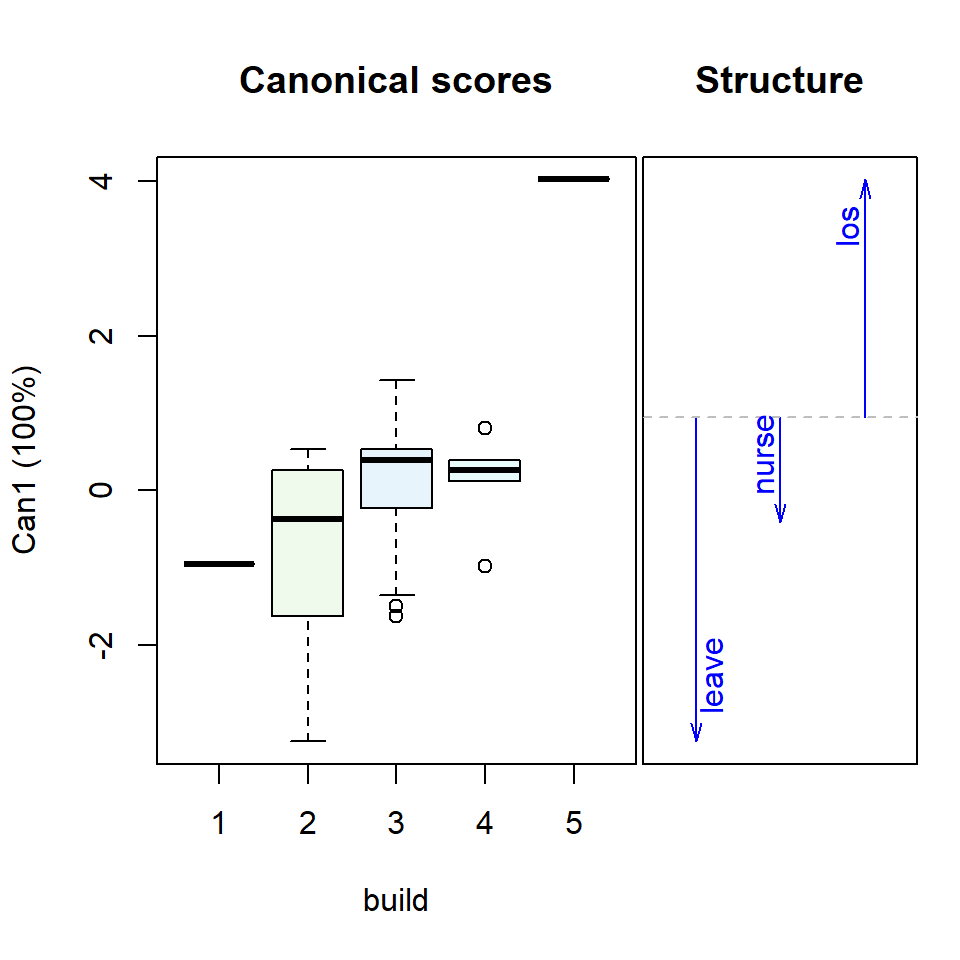 Canonical scores
Structure
Can1 (100%)
4
2
0
-2
1 2 3 4 5
build
los
nurse
leave